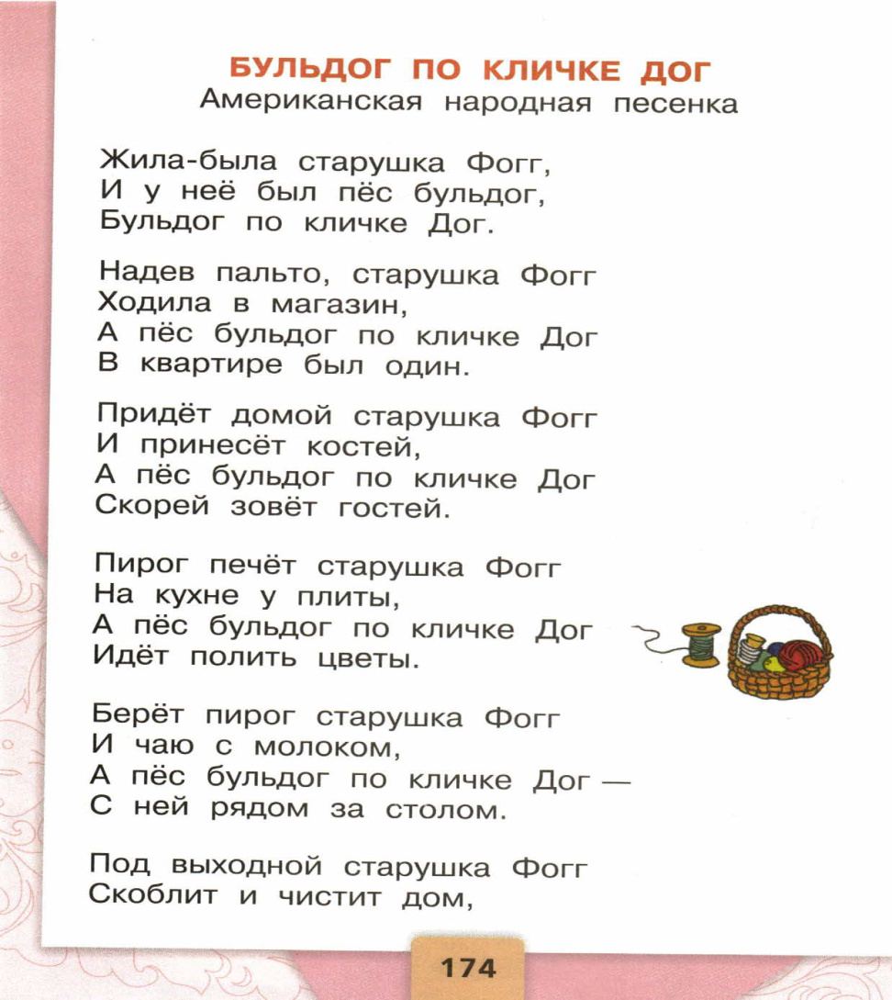 БУЛЬДОГ ПО КЛИЧКЕ ДОГ
Американская народная песенка
Жила-была старушка Фогг,
И у неё был пёс бульдог,
Бульдог по кличке Дог.
Надев пальто, старушка Фогг
Ходила в магазин,
А пёс бульдог по кличке Дог
В квартире был один.
Придёт домой старушка Фогг
И принесёт костей,
А пёс бульдог по кличке Дог
Скорей зовёт гостей.
Пирог печёт старушка Фогг
На кухне у плиты,
А пёс бульдог по кличке Дог
Идёт полить цветы.
Берёт пирог старушка Фогг
И чаю с молоком,
А пёс бульдог по кличке Дог —
С ней рядом за столом.
Под выходной старушка Фогг
Скоблит и чистит дом,
174